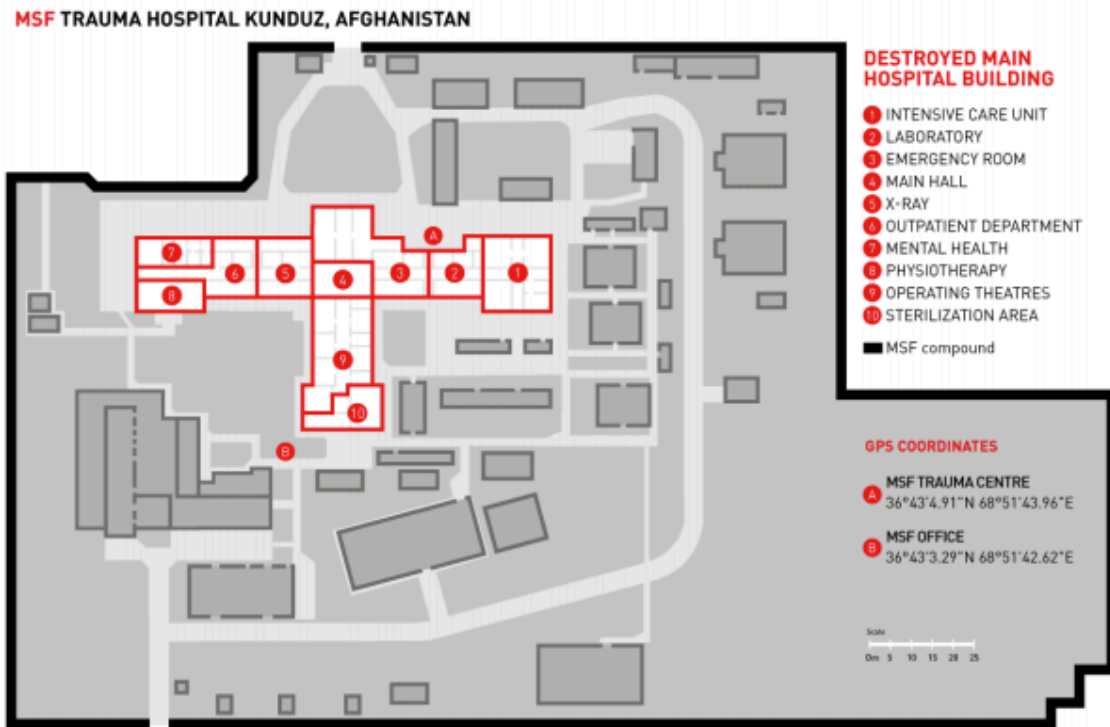 MSF TRAUMA HOSPITAL KUNDUZ, AFGHANISTAN
DESTROYED MAIN
HOSPITAL BUILDING
1 INTENSIVE CARE UNIT
2 LABORATORY
3 EMERGENCY ROOM
4 MAIN HALL
5 X-RAY
6 OUTPATIENT DEPARTMENT
7 MENTAL HEALTH
8 PHYSIOTHERAPY
9 OPERATING THEATRES
10 STERILIZATION AREA
MSF compound
A
7
6
5
4
3
2
1
8
9
10
B
GPS COORDINATES
A MSF TRAUMA CENTRE
36°43'4.91"N 68°51'43.96"E
B MSF OFFICE
36°43'3.29"N 68°51'42.62"E
Scale
0m 5 10 15 20 25